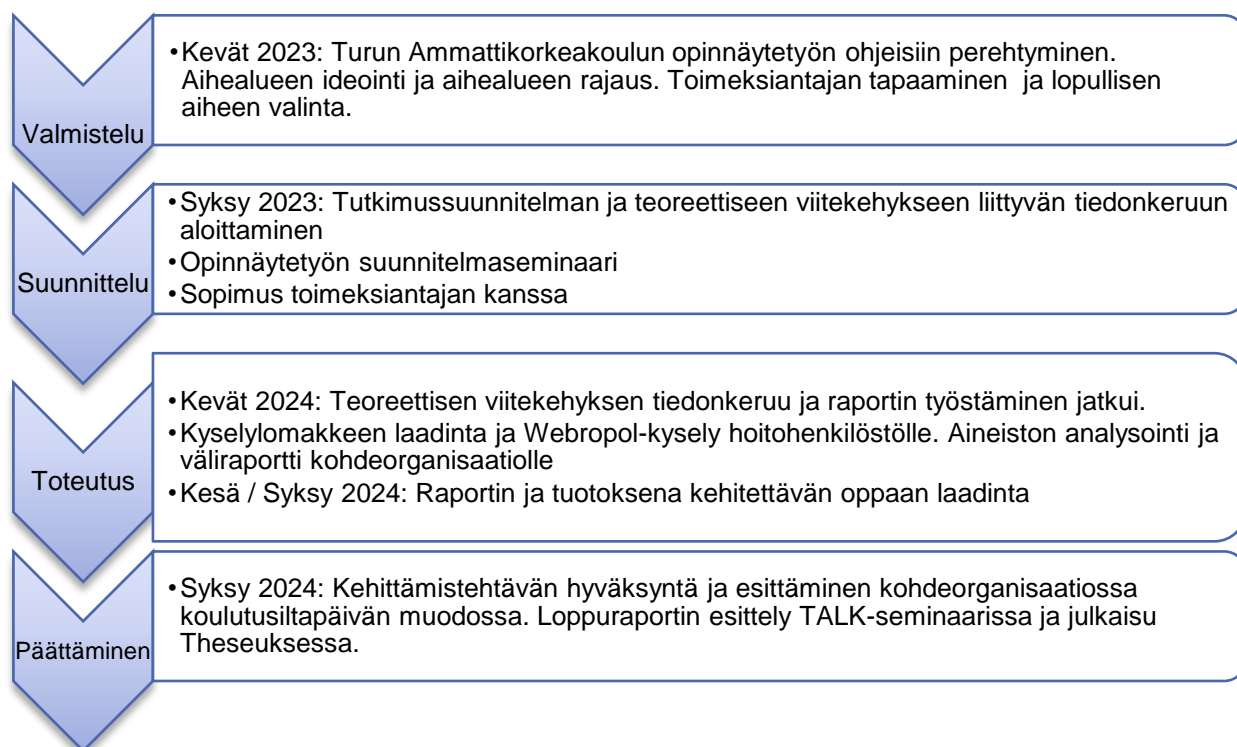 Valmistelu
•Kevät 2023: Turun Ammattikorkeakoulun opinnäytetyön ohjeisiin perehtyminen.
Aihealueen ideointi ja aihealueen rajaus. Toimeksiantajan tapaaminen  ja lopullisen
aiheen valinta.
Suunnittelu
•Syksy 2023: Tutkimussuunnitelman ja teoreettiseen viitekehykseen liittyvän tiedonkeruun
aloittaminen
•Opinnäytetyön suunnitelmaseminaari
•Sopimus toimeksiantajan kanssa
Toteutus
•Kevät 2024: Teoreettisen viitekehyksen tiedonkeruu ja raportin työstäminen jatkui.
•Kyselylomakkeen laadinta ja Webropol-kysely hoitohenkilöstölle. Aineiston analysointi ja
väliraportti kohdeorganisaatiolle
•Kesä / Syksy 2024: Raportin ja tuotoksena kehitettävän oppaan laadinta
Päättäminen
•Syksy 2024: Kehittämistehtävän hyväksyntä ja esittäminen kohdeorganisaatiossa
koulutusiltapäivän muodossa. Loppuraportin esittely TALK-seminaarissa ja julkaisu
Theseuksessa.